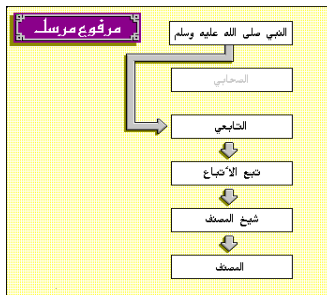 مرفوع مرسل
النبي صلى الله عليه وسلم
الصحابي
التابعي
تبع الأتباع
شيخ المصنف
المصنف